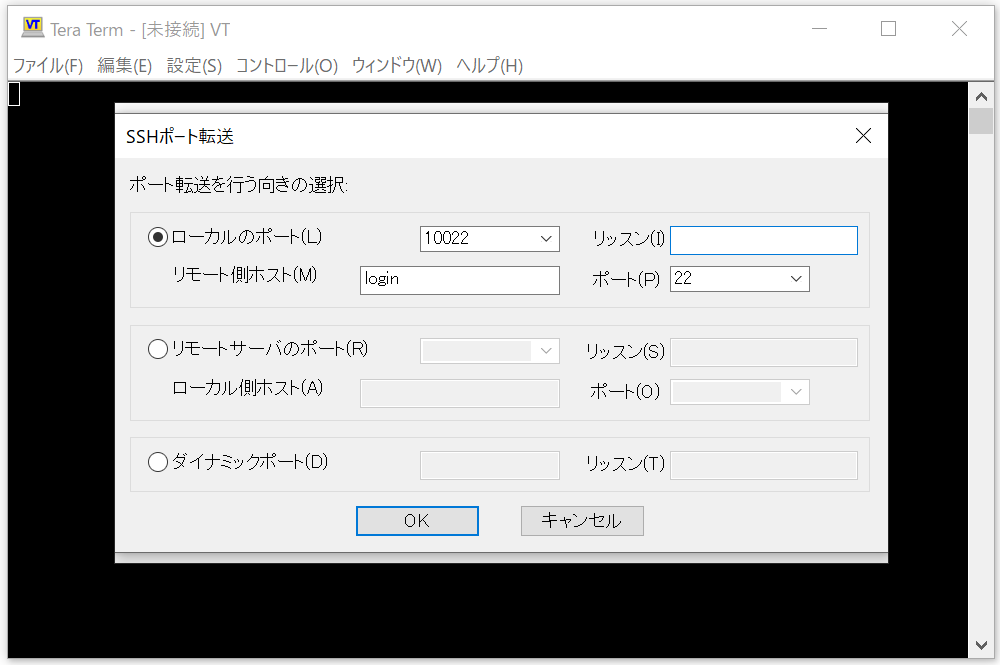 VT Tera Term - [未接続] VT
ファイル(F) 編集(E) 設定(S) コントロール(O) ウィンドウ(W) ヘルプ(H)
SSHポート転送
ポート転送を行う向きの選択:
ローカルのポート(L) 10022 リッスン(I)
リモート側ホスト(M) login ポート(P) 22
リモートサーバのポート(R) リッスン(S)
ローカル側ホスト(A) ポート(O)
ダイナミックポート(D) リッスン(T)
OK キャンセル